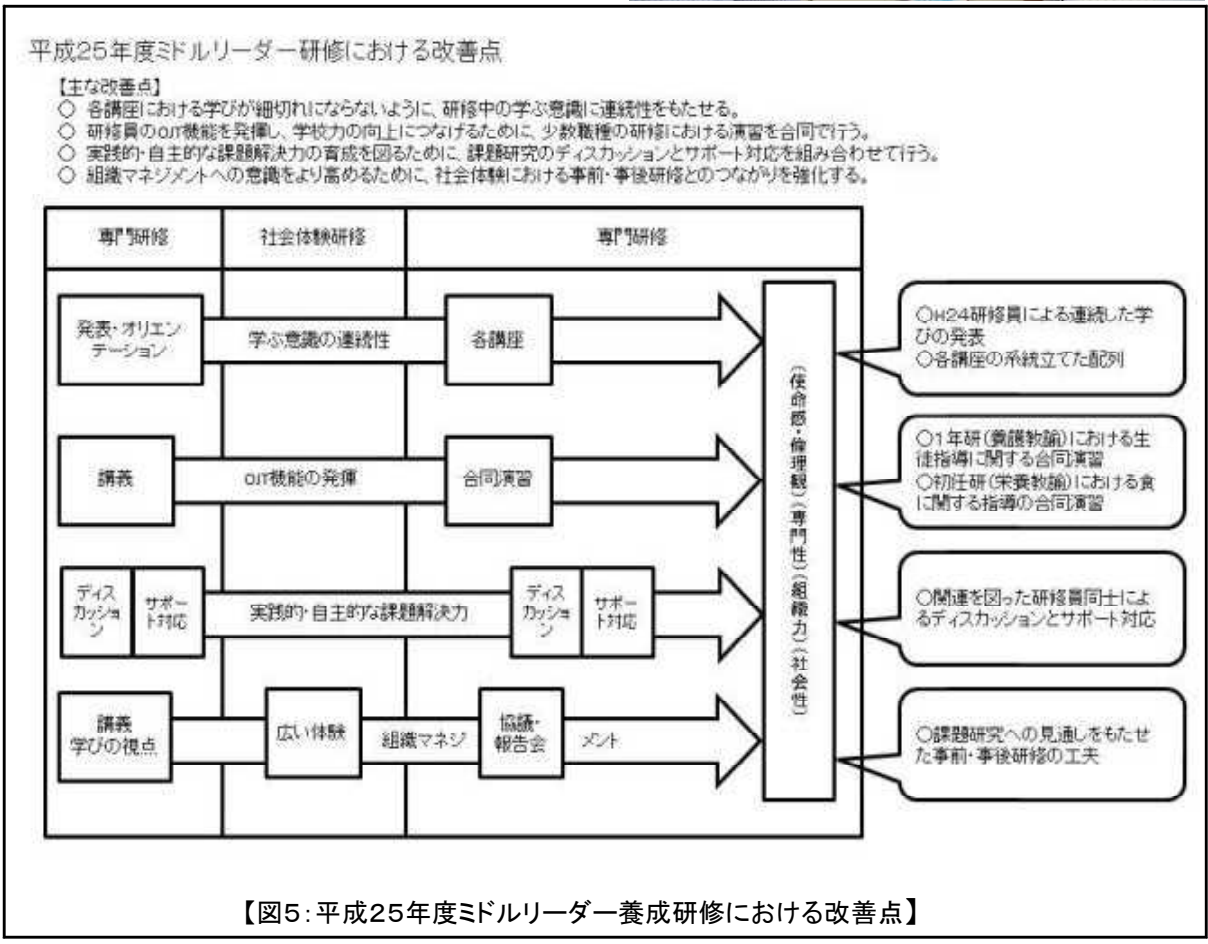 平成25年度ミドルリーダー研修における改善点
【主な改善点】
○ 各講座における学びが細切れにならないように、研修中の学ぶ意識に連続性をもたせる。
○ 研修員のOJT機能を発揮し、学校力の向上につなげるために、少数職種の研修における演習を合同で行う。
○ 実践的・自主的な課題解決力の育成を図るために、課題研究のディスカッションとサポート対応を組み合わせて行う。
○ 組織マネジメントへの意識をより高めるために、社会体験における事前・事後研修とのつながりを強化する。
専門研修
社会体験研修
専門研修
発表・オリエン
テーション
学ぶ意識の連続性
各講座
講義
OJT機能の発揮
合同演習
ディス
カッショ
ン
サポー
ト対応
実践的・自主的な課題解決力
ディス
カッショ
ン
サポー
ト対応
講義
学びの視点
広い体験
組織マネジ
協議・
報告会
メント
(使命感・倫理観)(専門性)(組織力)(社会性)
○H24研修員による連続した学
びの発表
○各講座の系統立てた配列
○1年研(養護教諭)における生
徒指導に関する合同演習
○初任研(栄養教諭)における食
に関する指導の合同演習
○関連を図った研修員同士によ
るディスカッションとサポート対応
○課題研究への見通しをもたせ
た事前・事後研修の工夫
【図5:平成25年度ミドルリーダー養成研修における改善点】